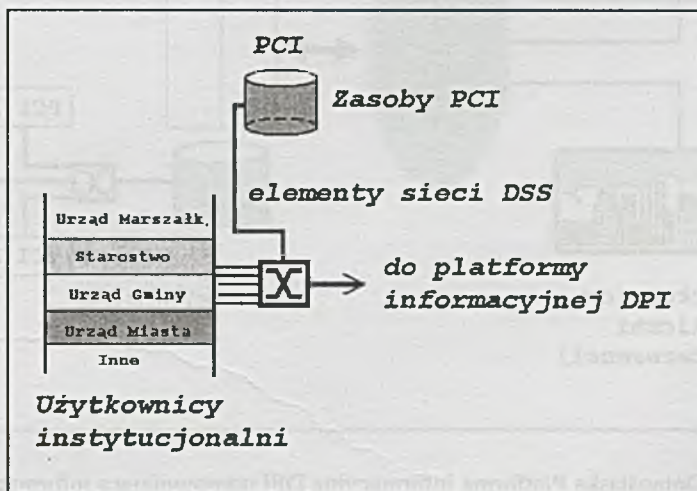 PCI
Zasoby PCI
elementy sieci DSS
Urząd Marszałk.
Starostwo
Urząd Gminy
Urząd Miasta
Inne
do platformy
informacyjnej DPI
Użytkownicy
instytucjonalni